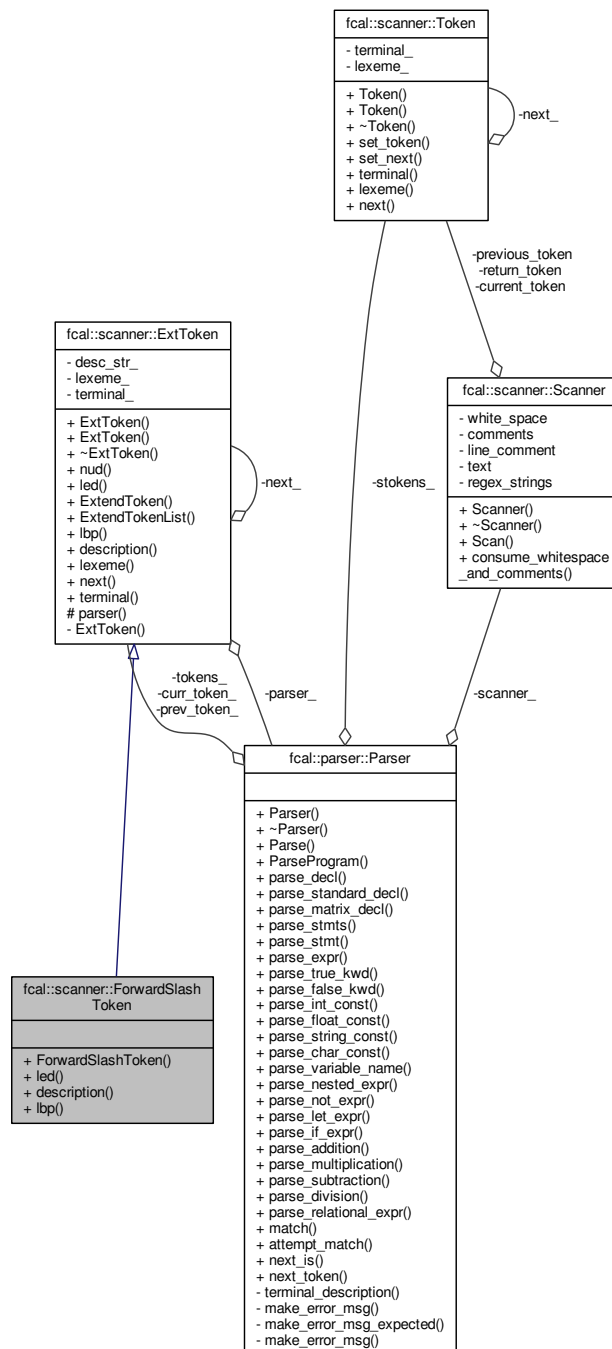 fcal::scanner::Token
- terminal_
- lexeme_
+ Token()
+ Token()
+ ~Token()
+ set_token()
+ set_next()
+ terminal()
+ lexeme()
+ next()
-next_
-previous_token
-return_token
-current_token
fcal::scanner::ExtToken
- desc_str_
- lexeme_
- terminal_
+ ExtToken()
+ ExtToken()
+ ~ExtToken()
+ nud()
+ led()
+ ExtendToken()
+ ExtendTokenList()
+ lbp()
+ description()
+ lexeme()
+ next()
+ terminal()
# parser()
- ExtToken()
-next_
-stokens_
fcal::scanner::Scanner
- white_space
- comments
- line_comment
- text
- regex_strings
+ Scanner()
+ ~Scanner()
+ Scan()
+ consume_whitespace
_and_comments()
-tokens_
-curr_token_
-prev_token_
-parser_
-scanner_
fcal::parser::Parser
+ Parser()
+ ~Parser()
+ Parse()
+ ParseProgram()
+ parse_decl()
+ parse_standard_decl()
+ parse_matrix_decl()
+ parse_stmts()
+ parse_stmt()
+ parse_expr()
+ parse_true_kwd()
+ parse_false_kwd()
+ parse_int_const()
+ parse_float_const()
+ parse_string_const()
+ parse_char_const()
+ parse_variable_name()
+ parse_nested_expr()
+ parse_not_expr()
+ parse_let_expr()
+ parse_if_expr()
+ parse_addition()
+ parse_multiplication()
+ parse_subtraction()
+ parse_division()
+ parse_relational_expr()
+ match()
+ attempt_match()
+ next_is()
+ next_token()
- terminal_description()
- make_error_msg()
- make_error_msg_expected()
- make_error_msg()
fcal::scanner::ForwardSlash
Token
+ ForwardSlashToken()
+ led()
+ description()
+ lbp()